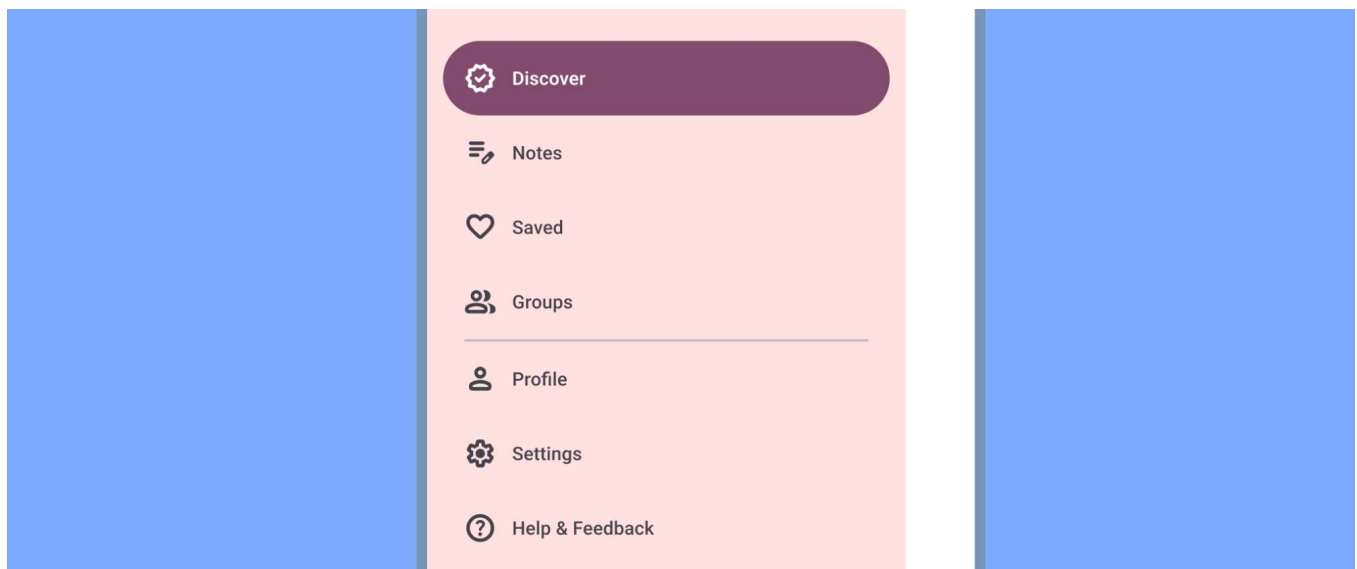 Discover
Notes
Saved
Groups
Profile
Settings
Help & Feedback